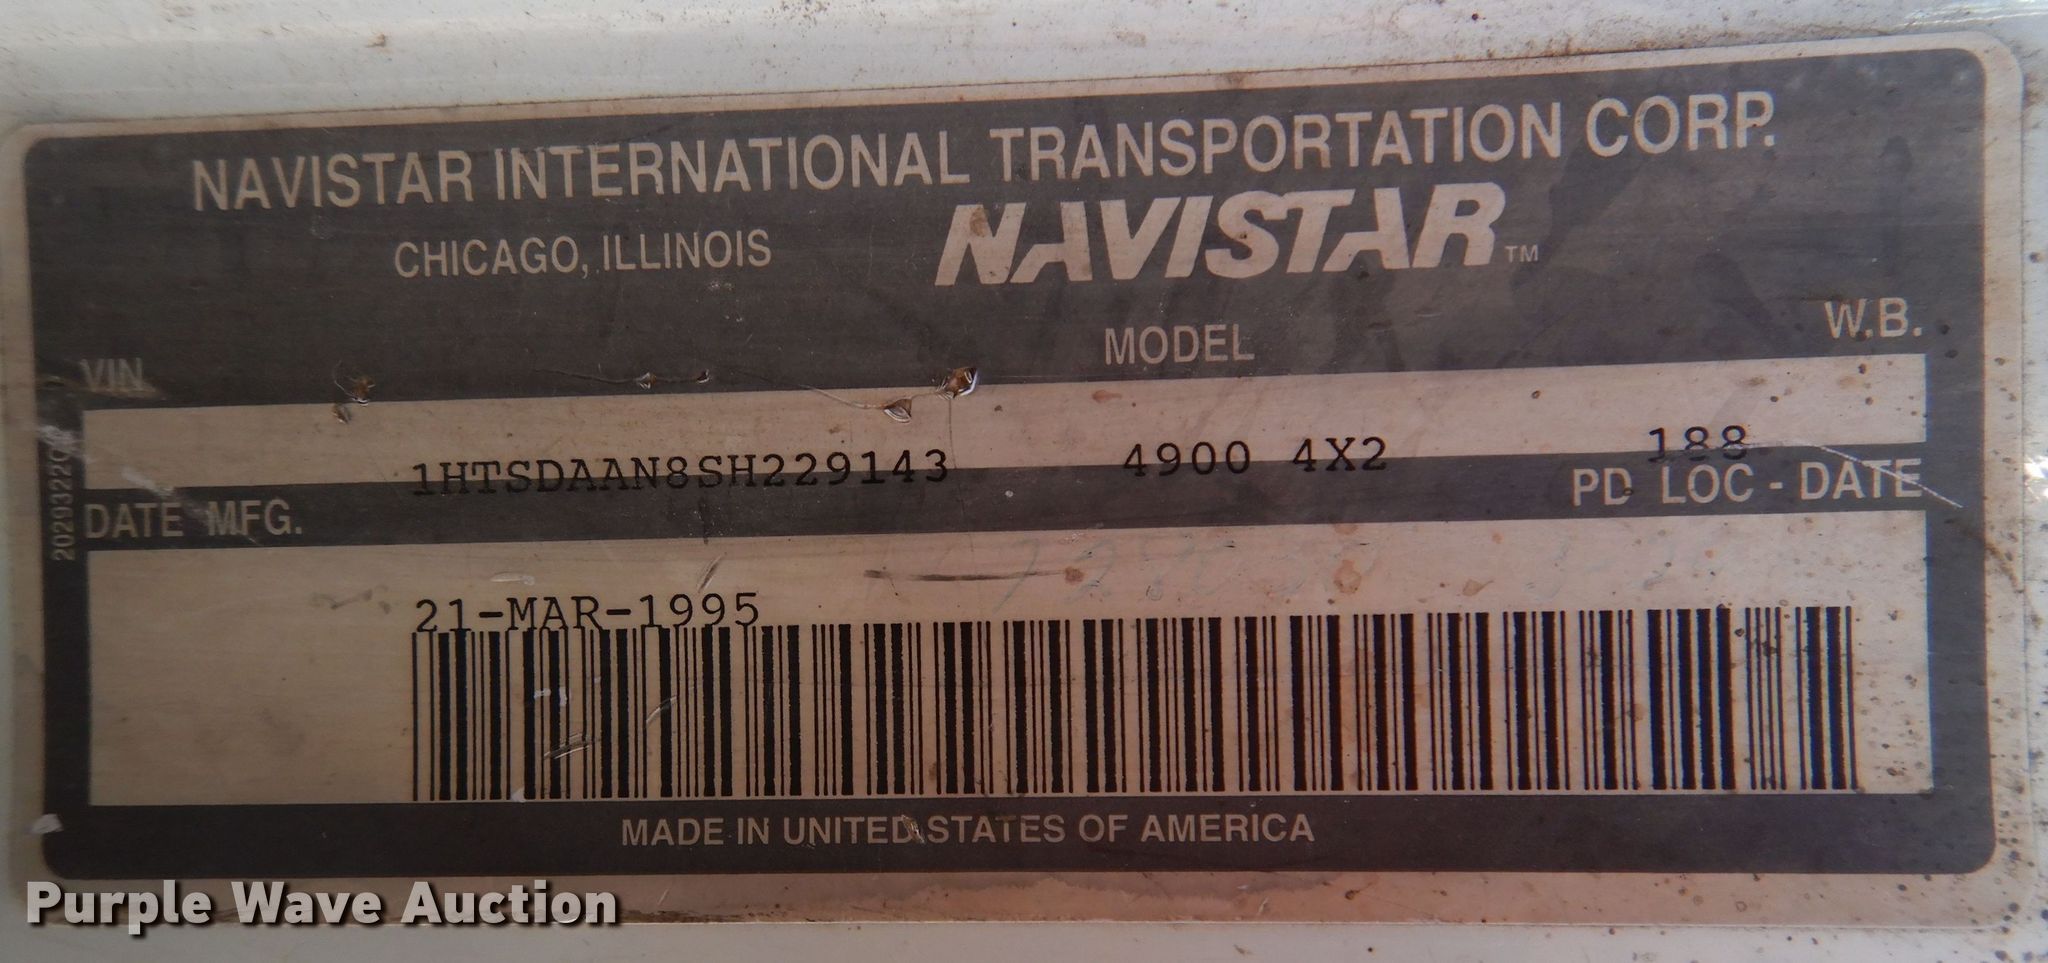 NAVISTAR INTERNATIONAL TRANSPORTATION CORP.
CHICAGO, ILLINOIS
NAVISTAR™
VIN
MODEL
W.B.
1HTSDAAN8SH229143 4900 4X2 188
DATE MFG.
PD LOC - DATE
21-MAR-1995
MADE IN UNITED STATES OF AMERICA
Purple Wave Auction